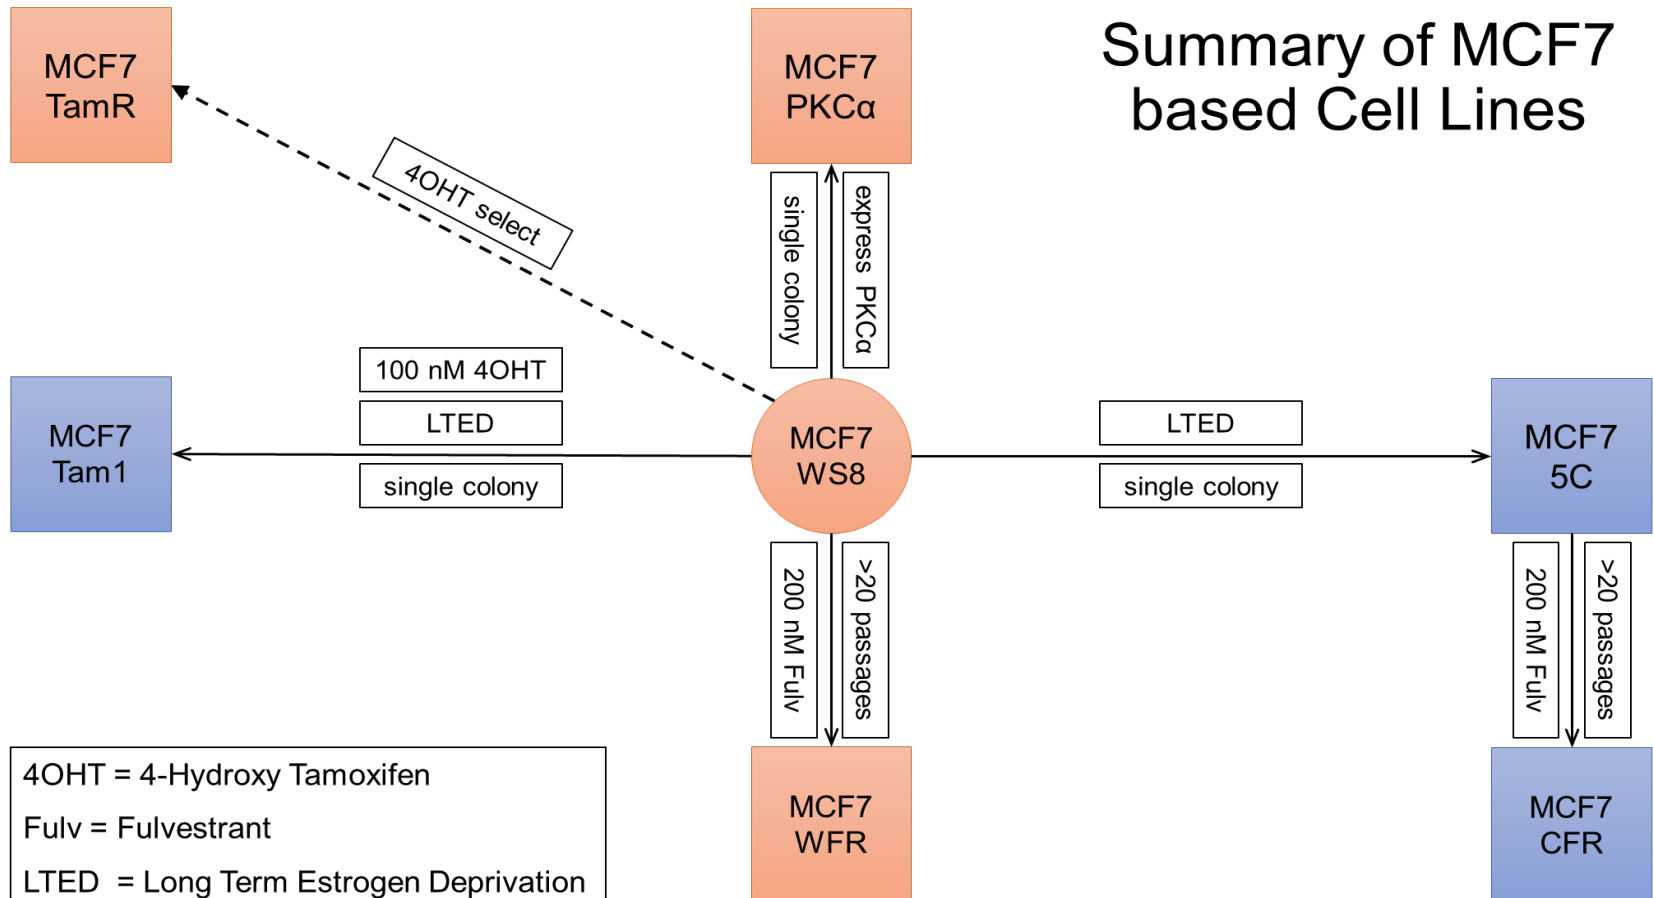 Summary of MCF7
based Cell Lines
MCF7
TamR
MCF7
PKCα
4OHT select
single colony
express PKCα
100 nM 4OHT
LTED
single colony
MCF7
Tam1
MCF7
WS8
LTED
single colony
MCF7
5C
200 nM Fulv
>20 passages
200 nM Fulv
>20 passages
MCF7
WFR
MCF7
CFR
4OHT = 4-Hydroxy Tamoxifen
Fulv = Fulvestrant
LTED = Long Term Estrogen Deprivation